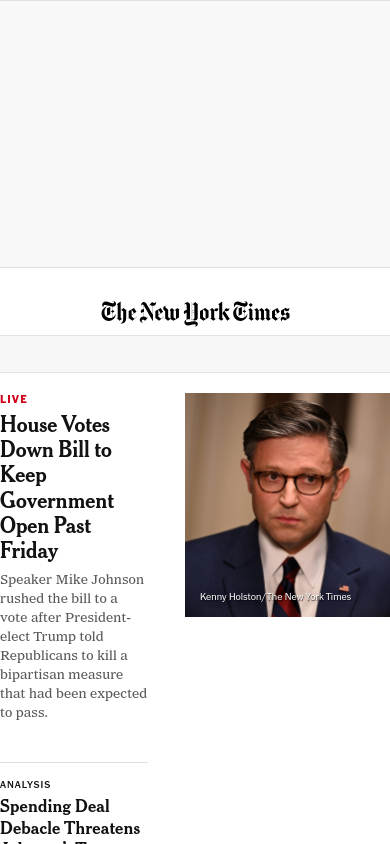 The New York Times
LIVE
House Votes
Down Bill to
Keep
Government
Open Past
Friday
Speaker Mike Johnson
rushed the bill to a
vote after President-
elect Trump told
Republicans to kill a
bipartisan measure
that had been expected
to pass.
Kenny Holston/The New York Times
ANALYSIS
Spending Deal
Debacle Threatens